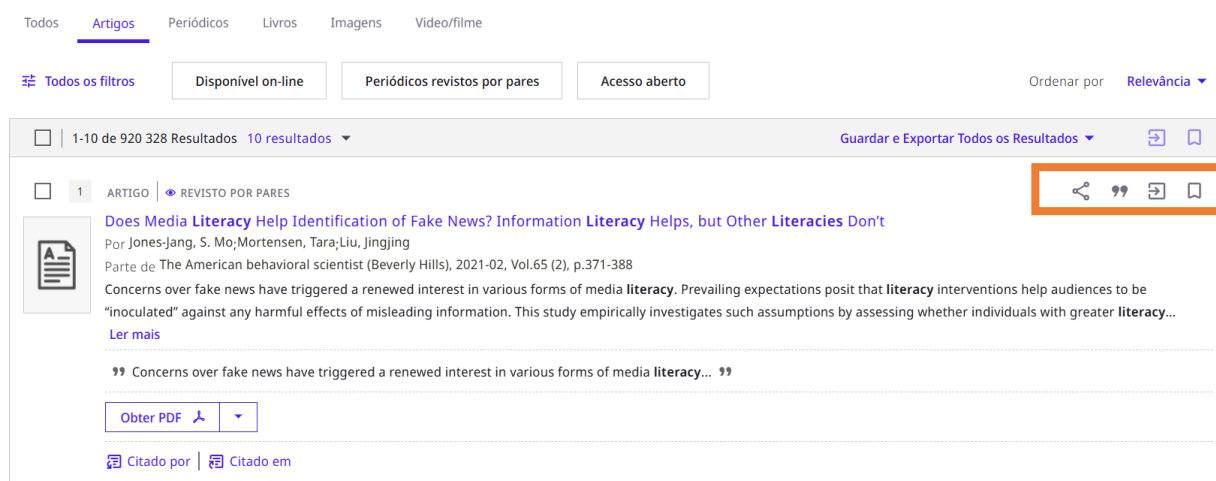 Todos Artigos Periódicos Livros Imagens Video/filme
Todos os filtros Disponível on-line Periódicos revistos por pares Acesso aberto Ordenar por Relevância
1-10 de 920 328 Resultados 10 resultados Guardar e Exportar Todos os Resultados
1 ARTIGO REVISTO POR PARES
Does Media Literacy Help Identification of Fake News? Information Literacy Helps, but Other Literacies Don't
Por Jones-Jang, S. Mo;Mortensen, Tara;Liu, Jingjing
Parte de The American behavioral scientist (Beverly Hills), 2021-02, Vol.65 (2), p.371-388
Concerns over fake news have triggered a renewed interest in various forms of media literacy. Prevailing expectations posit that literacy interventions help audiences to be
“inoculated” against any harmful effects of misleading information. This study empirically investigates such assumptions by assessing whether individuals with greater literacy...
Ler mais
Concerns over fake news have triggered a renewed interest in various forms of media literacy...
Obter PDF
Citado por Citado em